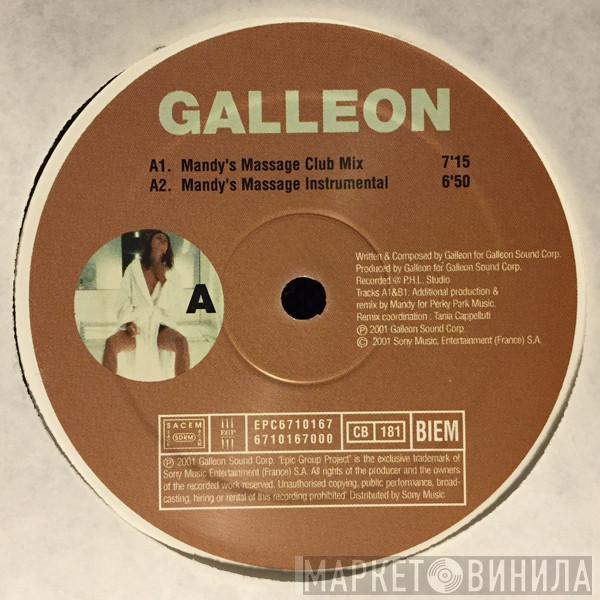 GALLEON
A1. Mandy's Massage Club Mix 7'15
A2. Mandy's Massage Instrumental 6'50
Written & Composed by Galleon for Galleon Sound Corp.
Produced by Galleon for Galleon Sound Corp.
Recorded @ P.H.L. Studio
Tracks A1&B1: Additional production &
remix by Mandy for Perky Park Music.
Remix coordination : Tania Cappelluti
℗ 2001 Galleon Sound Corp.
© 2001 Sony Music, Entertainment (France) S.A.
A
SACEM
SDRM
EPC6710167
6710167000
CB 181
BIEM
℗ 2001 Galleon Sound Corp. "Epic Group Project" is the exclusive trademark of
Sony Music Entertainment (France) S.A. All rights of the producer and the owners
of the recorded work reserved. Unauthorised copying, public performance, broad-
casting, hiring or rental of this recording prohibited' Distributed by Sony Music
МАРКЕТ ВИНИЛА